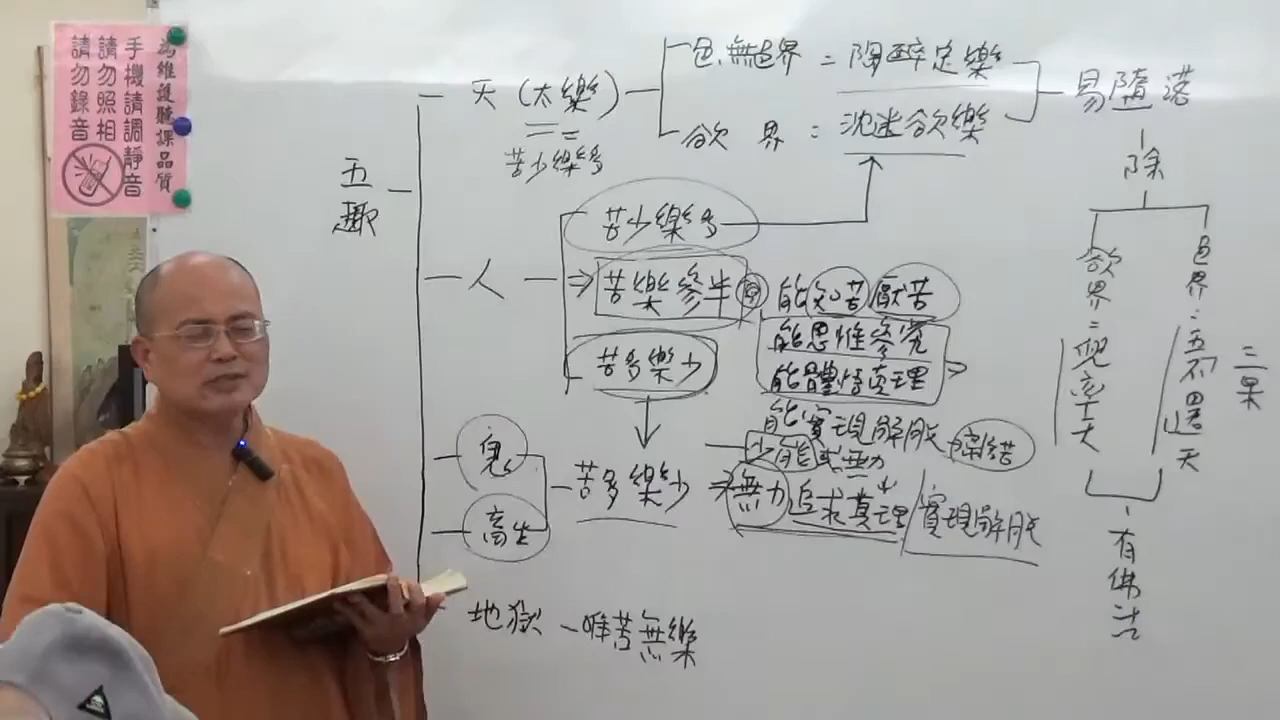 為維護聽課品質
手機請調靜音
請勿照相
請勿錄音
五趣
天(太樂)
苦少樂多
色、無色界 = 陶醉定樂
欲界 : 沈迷欲樂
易墮落
除
欲界 = 兜率天
色界 : 五不還天
三果
有佛法
人
苦少樂多
苦樂參半
苦多樂少
能知苦 厭苦
能思惟參究
能體悟真理
能實現解脫
少能或無力
鬼
畜生
苦多樂少
無力追求真理
實現解脫
地獄 - 唯苦無樂